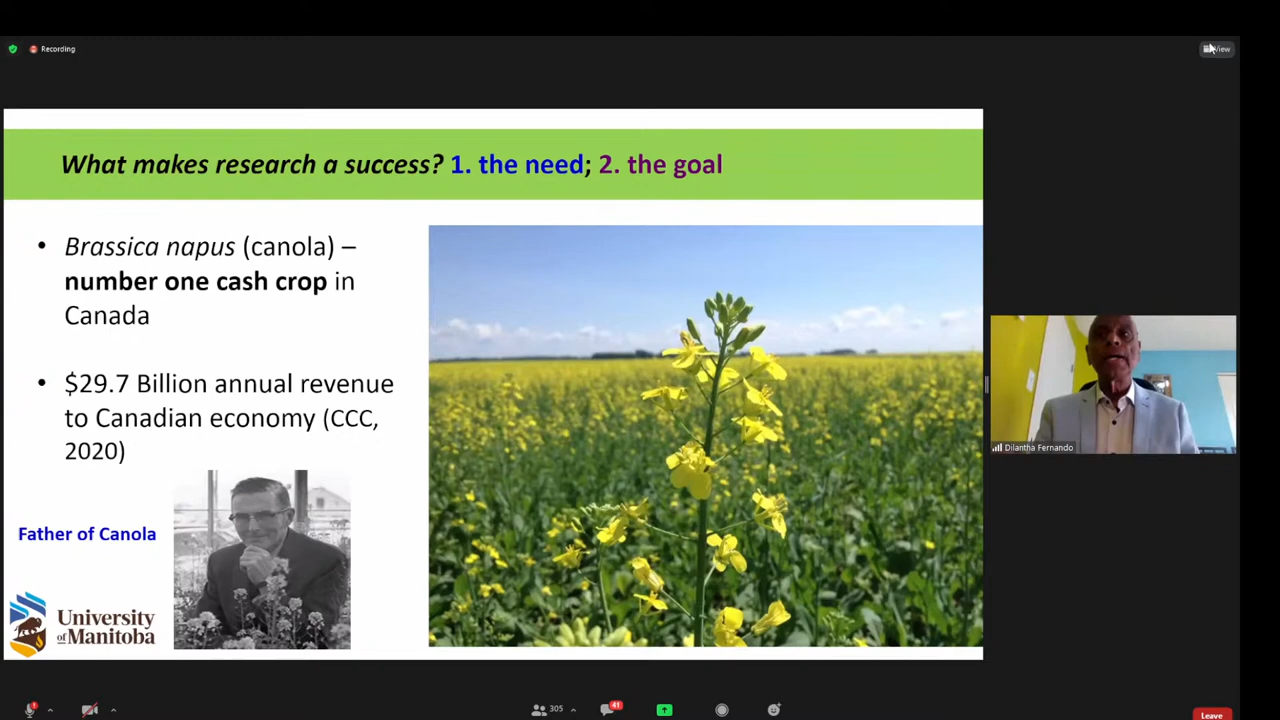 Recording
View
What makes research a success? 1. the need; 2. the goal
• Brassica napus (canola) –
number one cash crop in
Canada
• $29.7 Billion annual revenue
to Canadian economy (CCC,
2020)
Father of Canola
University
of Manitoba
Dilantha Fernando
305
41
Leave